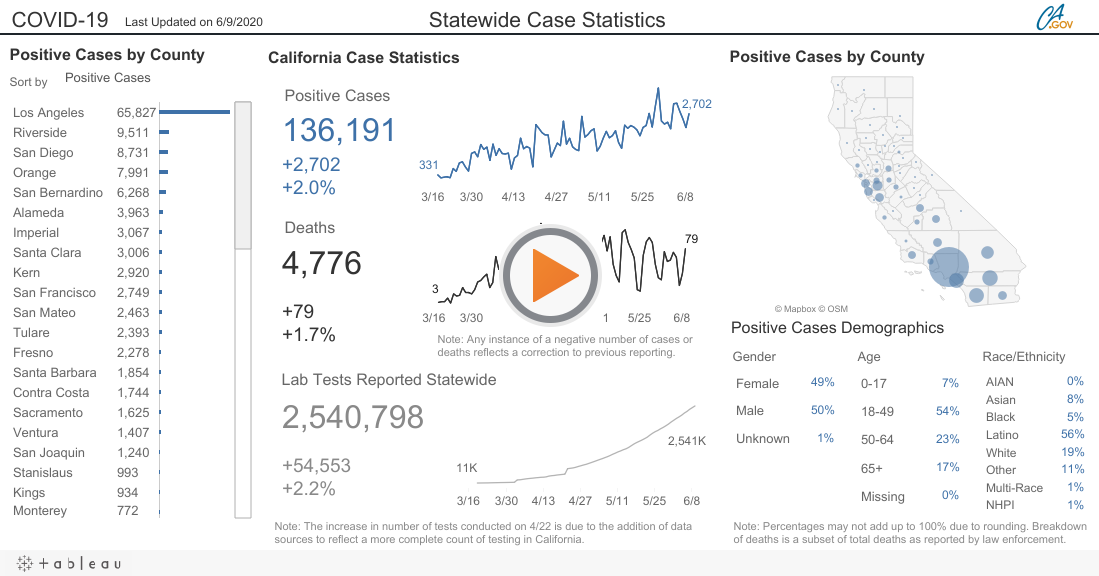 COVID-19 Last Updated on 6/9/2020
Statewide Case Statistics
CA.GOV
Positive Cases by County
Sort by Positive Cases
Los Angeles 65,827
Riverside 9,511
San Diego 8,731
Orange 7,991
San Bernardino 6,268
Alameda 3,963
Imperial 3,067
Santa Clara 3,006
Kern 2,920
San Francisco 2,749
San Mateo 2,463
Tulare 2,393
Fresno 2,278
Santa Barbara 1,854
Contra Costa 1,744
Sacramento 1,625
Ventura 1,407
San Joaquin 1,240
Stanislaus 993
Kings 934
Monterey 772
California Case Statistics
Positive Cases
136,191
+2,702
+2.0%
331
2,702
3/16 3/30 4/13 4/27 5/11 5/25 6/8
Deaths
4,776
+79
+1.7%
3
79
3/16 3/30 1 5/25 6/8
Note: Any instance of a negative number of cases or
deaths reflects a correction to previous reporting.
Lab Tests Reported Statewide
2,540,798
+54,553
+2.2%
11K
2,541K
3/16 3/30 4/13 4/27 5/11 5/25 6/8
Note: The increase in number of tests conducted on 4/22 is due to the addition of data
sources to reflect a more complete count of testing in California.
Positive Cases by County
© Mapbox © OSM
Positive Cases Demographics
Gender
Female 49%
Male 50%
Unknown 1%
Age
0-17 7%
18-49 54%
50-64 23%
65+ 17%
Missing 0%
Race/Ethnicity
AIAN 0%
Asian 8%
Black 5%
Latino 56%
White 19%
Other 11%
Multi-Race 1%
NHPI 1%
Note: Percentages may not add up to 100% due to rounding. Breakdown
of deaths is a subset of total deaths as reported by law enforcement.
+ableau